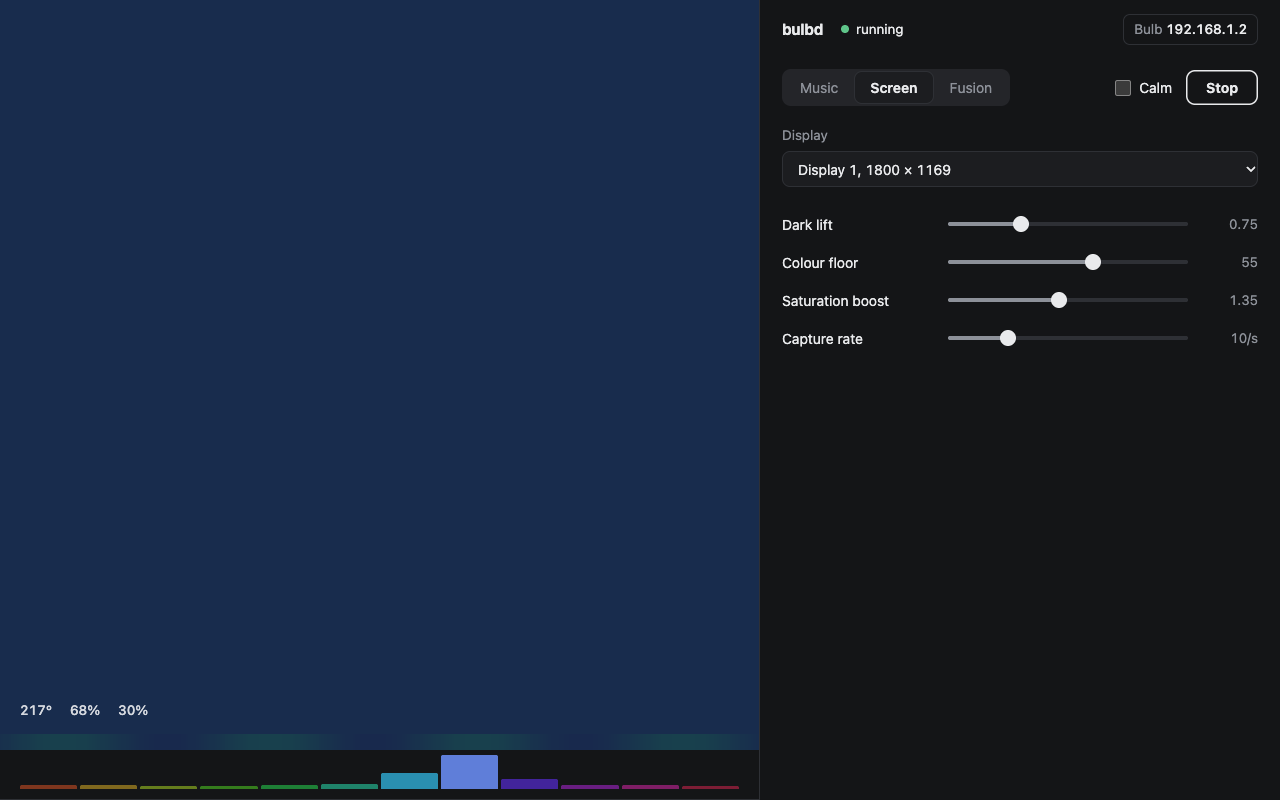 bulbd running Bulb 192.168.1.2
Music Screen Fusion Calm Stop
Display
Display 1, 1800 × 1169
Dark lift 0.75
Colour floor 55
Saturation boost 1.35
Capture rate 10/s
217° 68% 30%